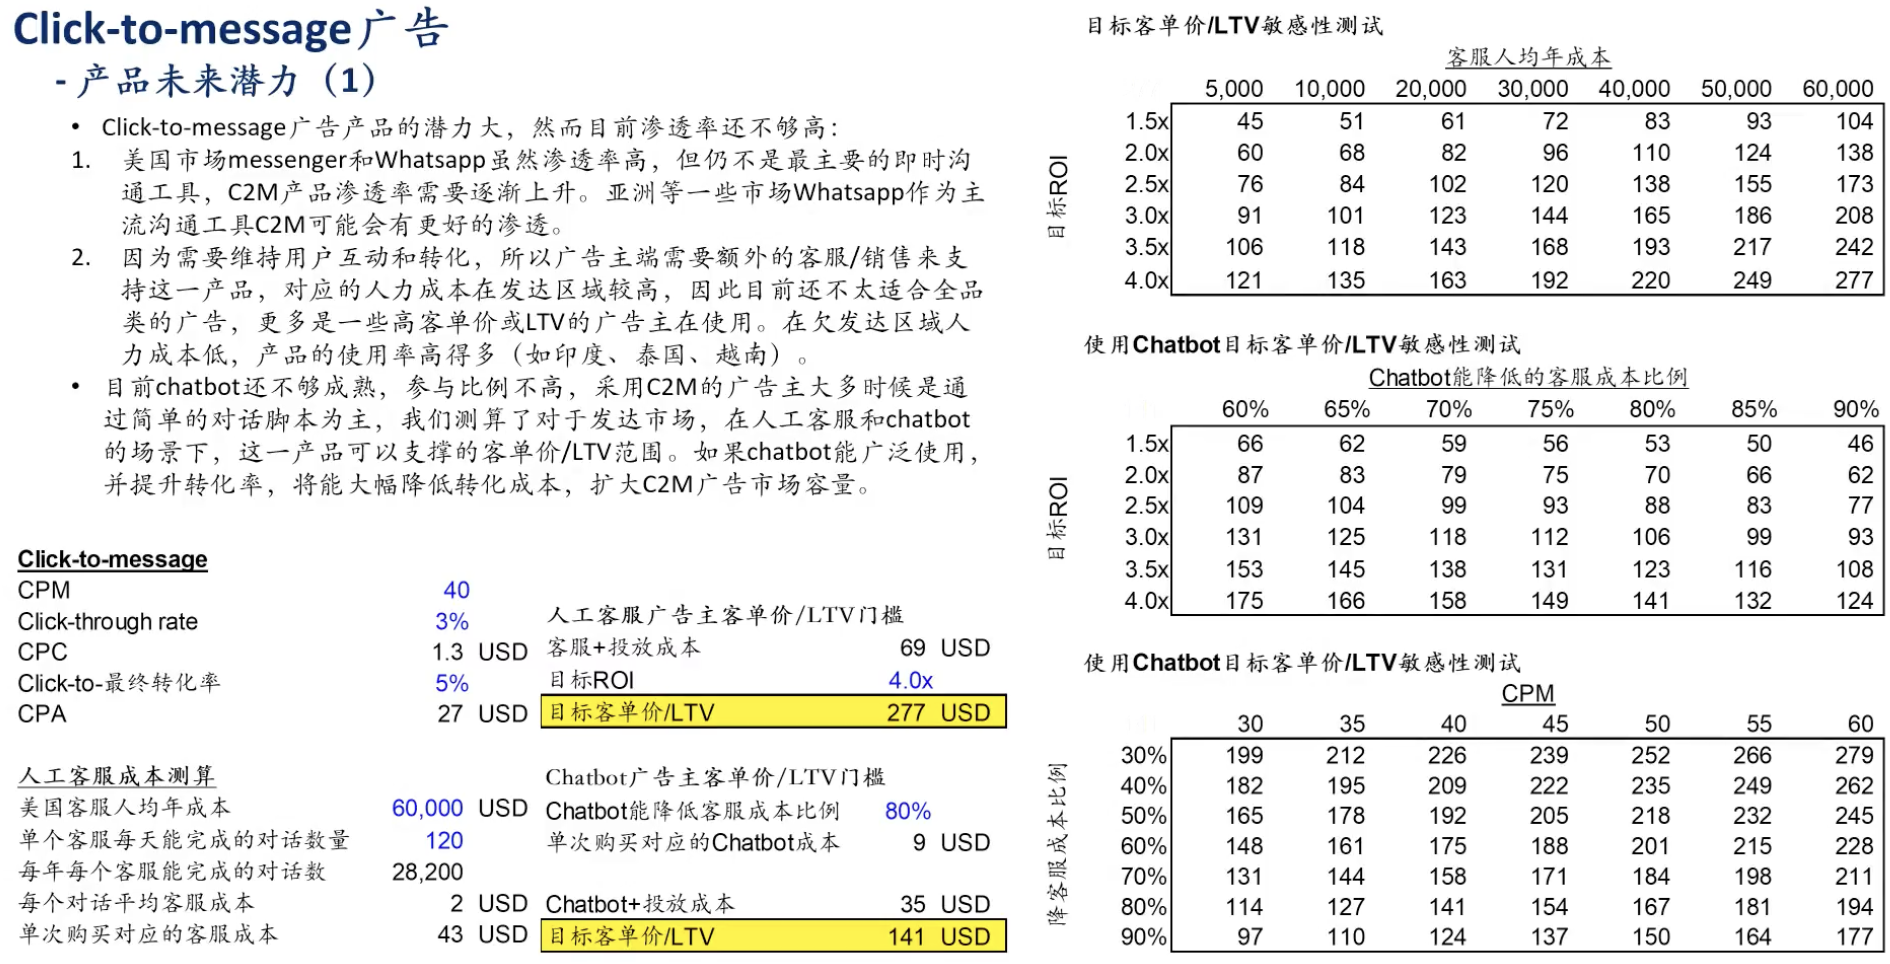 Click-to-message广告
- 产品未来潜力（1）
• Click-to-message广告产品的潜力大，然而目前渗透率还不够高：
1. 美国市场messenger和Whatsapp虽然渗透率高，但仍不是最主要的即时沟
通工具，C2M产品渗透率需要逐渐上升。亚洲等一些市场Whatsapp作为主
流沟通工具C2M可能会有更好的渗透。
2. 因为需要维持用户互动和转化，所以广告主端需要额外的客服/销售来支
持这一产品，对应的人力成本在发达区域较高，因此目前还不太适合全品
类的广告，更多是一些高客单价或LTV的广告主在使用。在欠发达区域人
力成本低，产品的使用率高得多（如印度、泰国、越南）。
• 目前chatbot还不够成熟，参与比例不高，采用C2M的广告主大多时候是通
过简单的对话脚本为主，我们测算了对于发达市场，在人工客服和chatbot
的场景下，这一产品可以支撑的客单价/LTV范围。如果chatbot能广泛使用，
并提升转化率，将能大幅降低转化成本，扩大C2M广告市场容量。
Click-to-message
CPM 40
Click-through rate 3%
CPC 1.3 USD
Click-to-最终转化率 5%
CPA 27 USD
人工客服成本测算
美国客服人均年成本 60,000 USD
单个客服每天能完成的对话数量 120
每年每个客服能完成的对话数 28,200
每个对话平均客服成本 2 USD
单次购买对应的客服成本 43 USD
人工客服广告主客单价/LTV门槛
客服+投放成本 69 USD
目标ROI 4.0x
目标客单价/LTV 277 USD
Chatbot广告主客单价/LTV门槛
Chatbot能降低客服成本比例 80%
单次购买对应的Chatbot成本 9 USD
Chatbot+投放成本 35 USD
目标客单价/LTV 141 USD
目标客单价/LTV敏感性测试
客服人均年成本
5,000 10,000 20,000 30,000 40,000 50,000 60,000
目标ROI
1.5x 45 51 61 72 83 93 104
2.0x 60 68 82 96 110 124 138
2.5x 76 84 102 120 138 155 173
3.0x 91 101 123 144 165 186 208
3.5x 106 118 143 168 193 217 242
4.0x 121 135 163 192 220 249 277
使用Chatbot目标客单价/LTV敏感性测试
Chatbot能降低的客服成本比例
60% 65% 70% 75% 80% 85% 90%
目标ROI
1.5x 66 62 59 56 53 50 46
2.0x 87 83 79 75 70 66 62
2.5x 109 104 99 93 88 83 77
3.0x 131 125 118 112 106 99 93
3.5x 153 145 138 131 123 116 108
4.0x 175 166 158 149 141 132 124
使用Chatbot目标客单价/LTV敏感性测试
CPM
30 35 40 45 50 55 60
降客服成本比例
30% 199 212 226 239 252 266 279
40% 182 195 209 222 235 249 262
50% 165 178 192 205 218 232 245
60% 148 161 175 188 201 215 228
70% 131 144 158 171 184 198 211
80% 114 127 141 154 167 181 194
90% 97 110 124 137 150 164 177